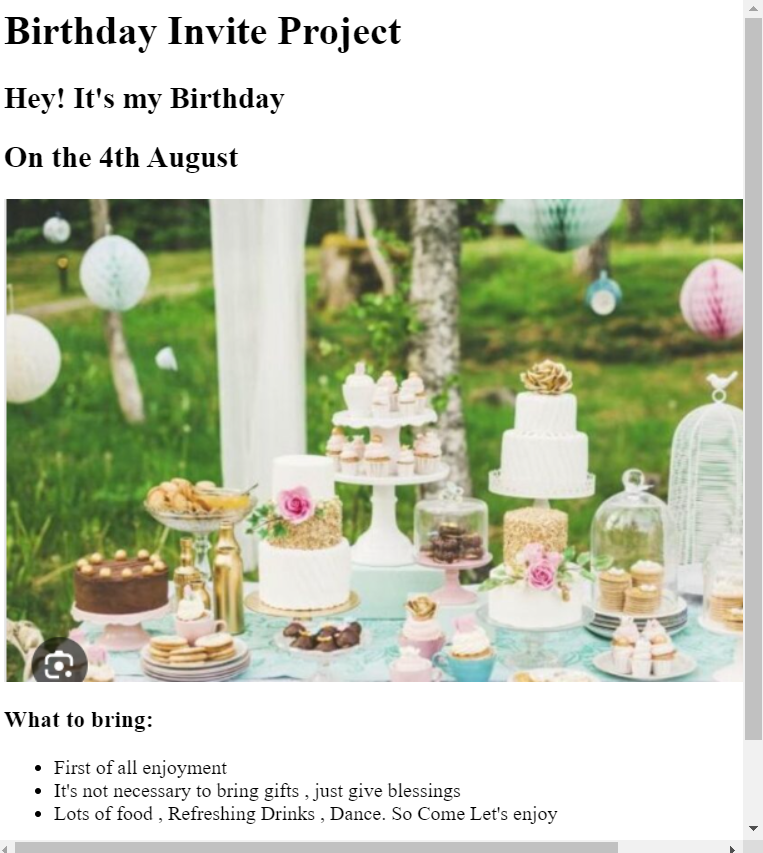 Birthday Invite Project
Hey! It's my Birthday
On the 4th August
What to bring:
First of all enjoyment
It's not necessary to bring gifts , just give blessings
Lots of food , Refreshing Drinks , Dance. So Come Let's enjoy